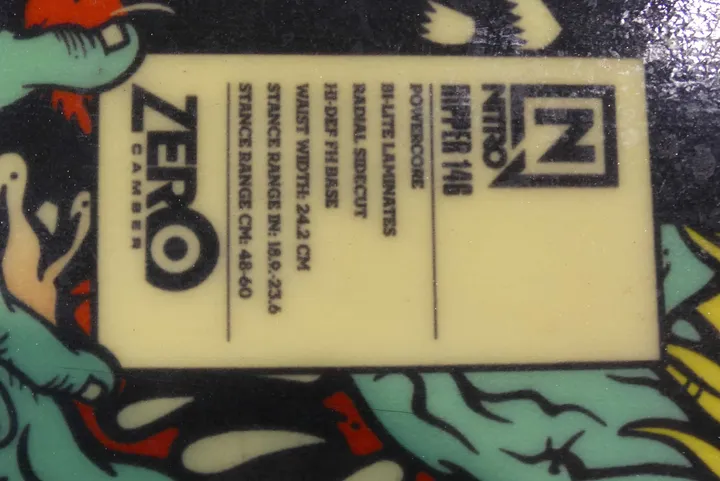 N
NITRO
RIPPER 146
POWERCORE
BI-LITE LAMINATES
RADIAL SIDECUT
HI-DEF FH BASE
WAIST WIDTH: 24.2 CM
STANCE RANGE IN: 18.9-23.6
STANCE RANGE CM: 48-60
ZERO
CAMBER